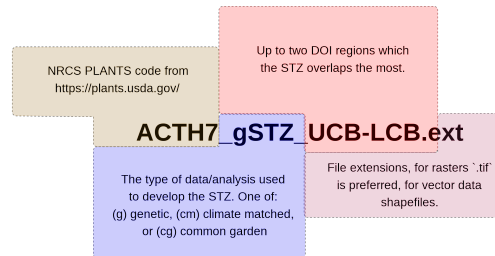 NRCS PLANTS code from
https://plants.usda.gov/
Up to two DOI regions which
the STZ overlaps the most.
ACTH7_gSTZ_UCB-LCB.ext
The type of data/analysis used
to develop the STZ. One of:
(g) genetic, (cm) climate matched,
or (cg) common garden
File extensions, for rasters `.tif`
is preferred, for vector data
shapefiles.